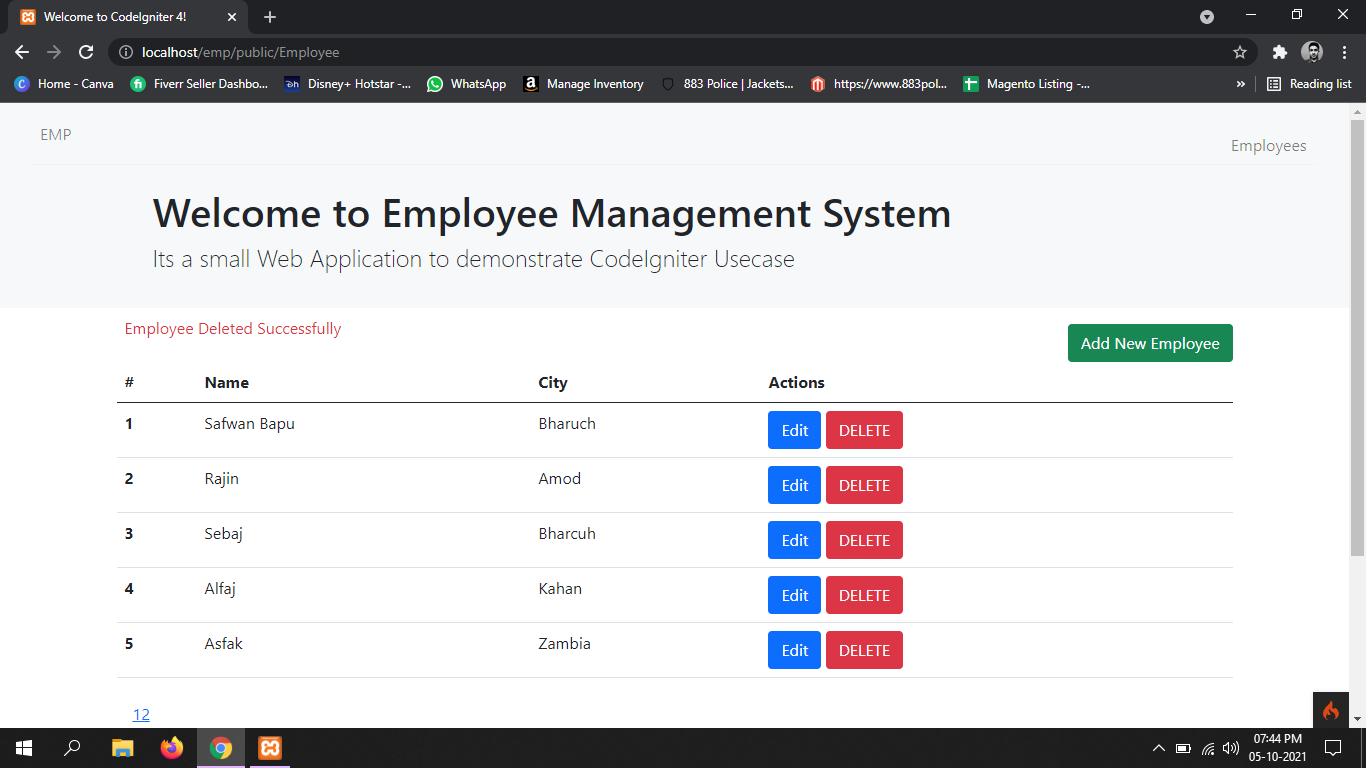 Welcome to CodeIgniter 4!
localhost/emp/public/Employee
Home - Canva Fiverr Seller Dashbo... Disney+ Hotstar -... WhatsApp Manage Inventory 883 Police | Jackets... https://www.883pol... Magento Listing -... » Reading list
EMP
Employees
Welcome to Employee Management System
Its a small Web Application to demonstrate CodeIgniter Usecase
Employee Deleted Successfully
Add New Employee
# Name City Actions
1 Safwan Bapu Bharuch Edit DELETE
2 Rajin Amod Edit DELETE
3 Sebaj Bharcuh Edit DELETE
4 Alfaj Kahan Edit DELETE
5 Asfak Zambia Edit DELETE
12
07:44 PM
05-10-2021